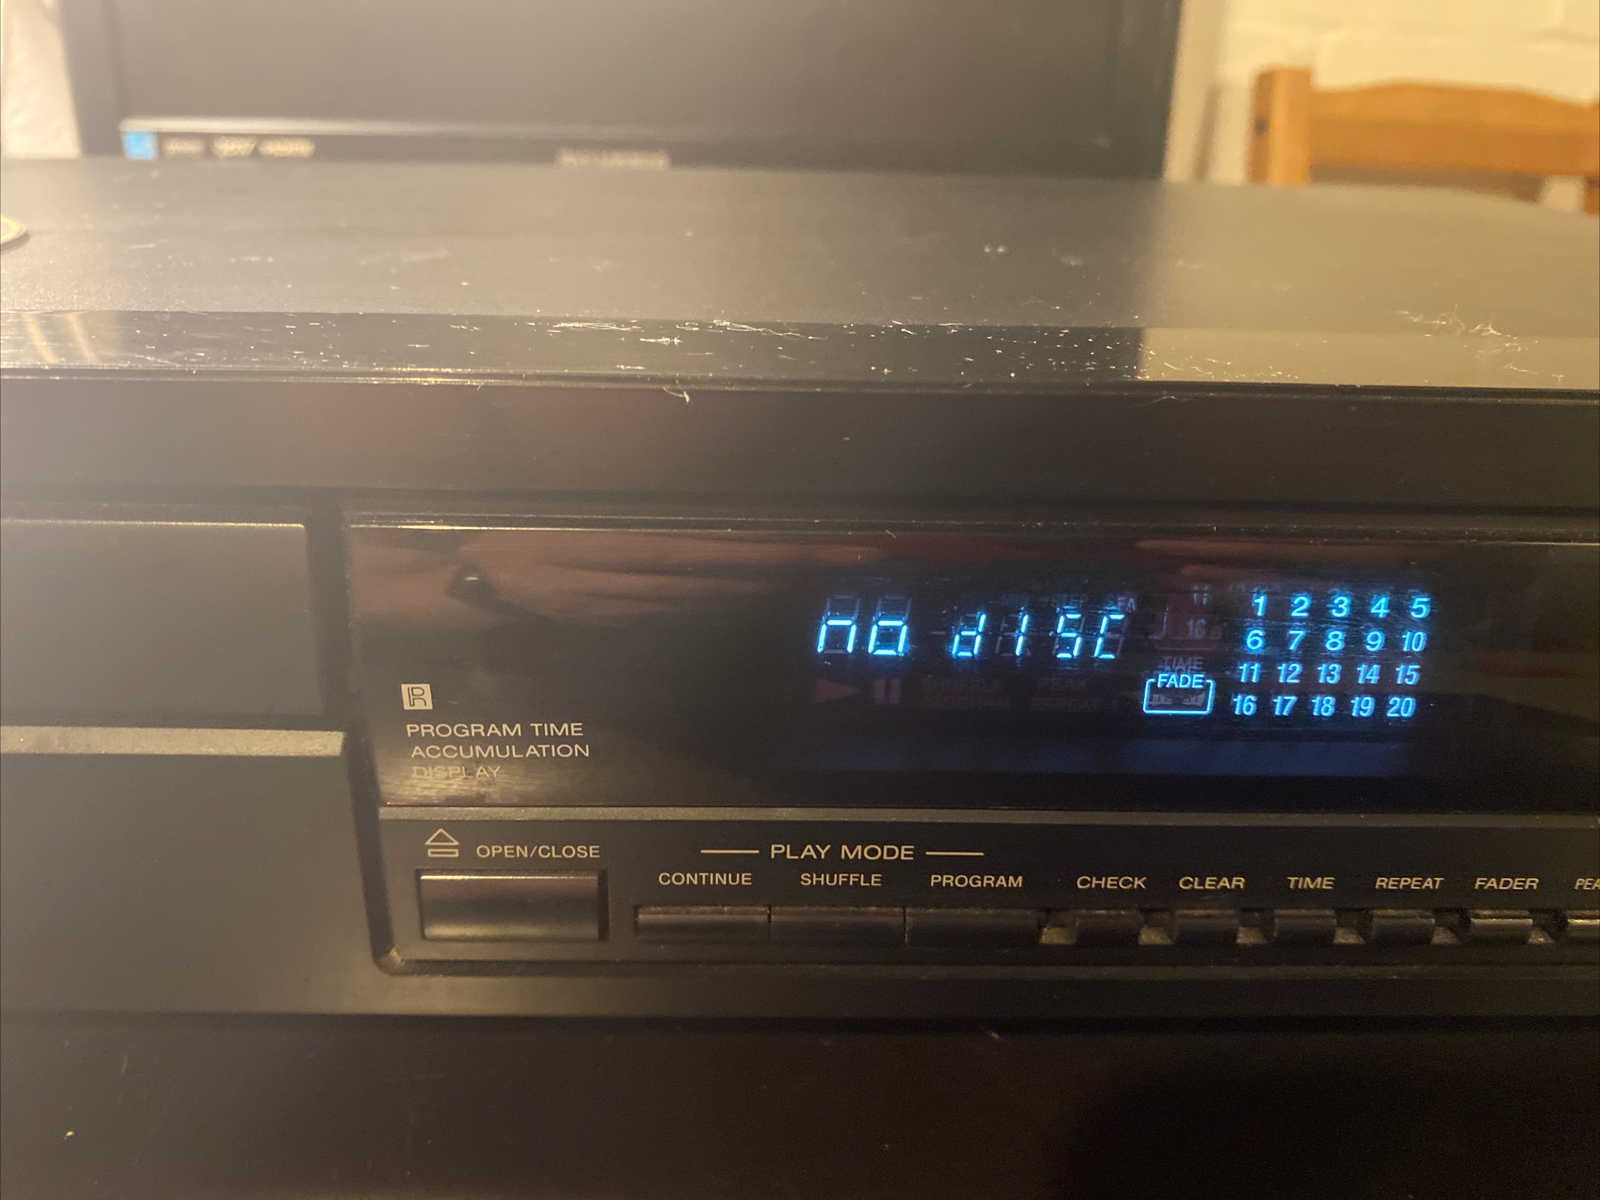 no disc
1 2 3 4 5
6 7 8 9 10
11 12 13 14 15
16 17 18 19 20
FADE
PROGRAM TIME
ACCUMULATION
DISPLAY
OPEN/CLOSE
PLAY MODE
CONTINUE SHUFFLE PROGRAM
CHECK CLEAR TIME REPEAT FADER